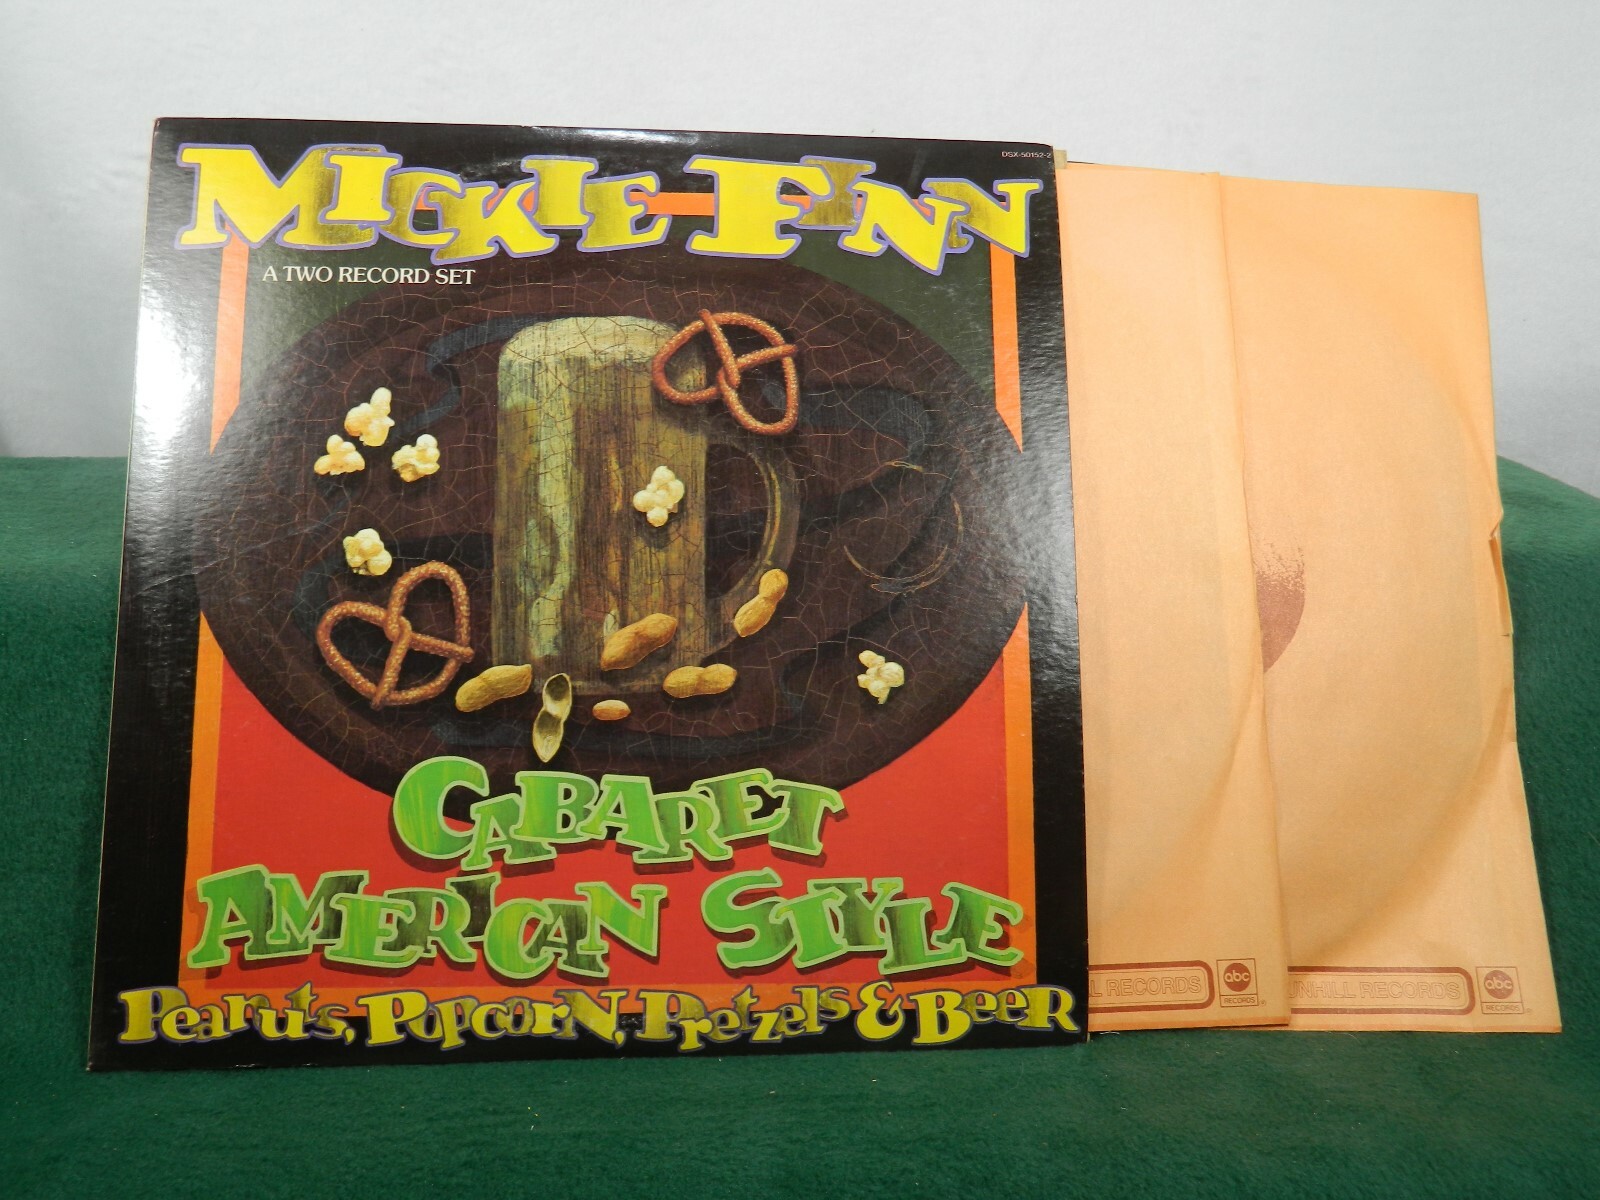 MICKIE FINN
DSX-50152-2
A TWO RECORD SET
CABARET
AMERICAN STYLE
Peanuts, Popcorn, Pretzels & Beer
L RECORDS
abc
RECORDS
UNHILL RECORDS
abc
RECORDS